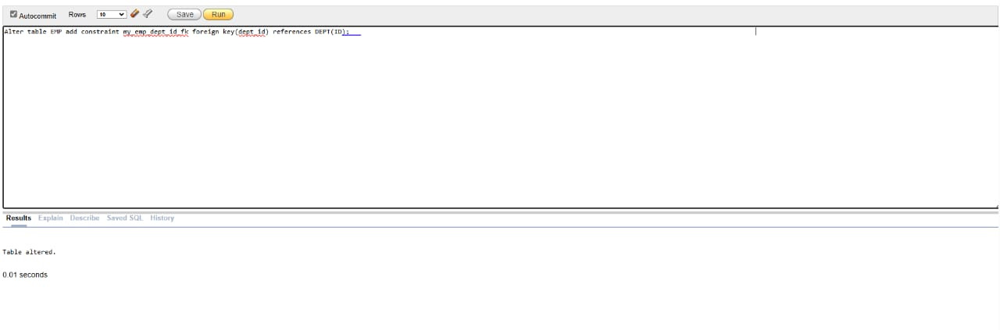 Autocommit Rows 10 Save Run
Alter table EMP add constraint my_emp_dept_id_fk foreign key(dept_id) references DEPT(ID);
Results Explain Describe Saved SQL History
Table altered.
0.01 seconds